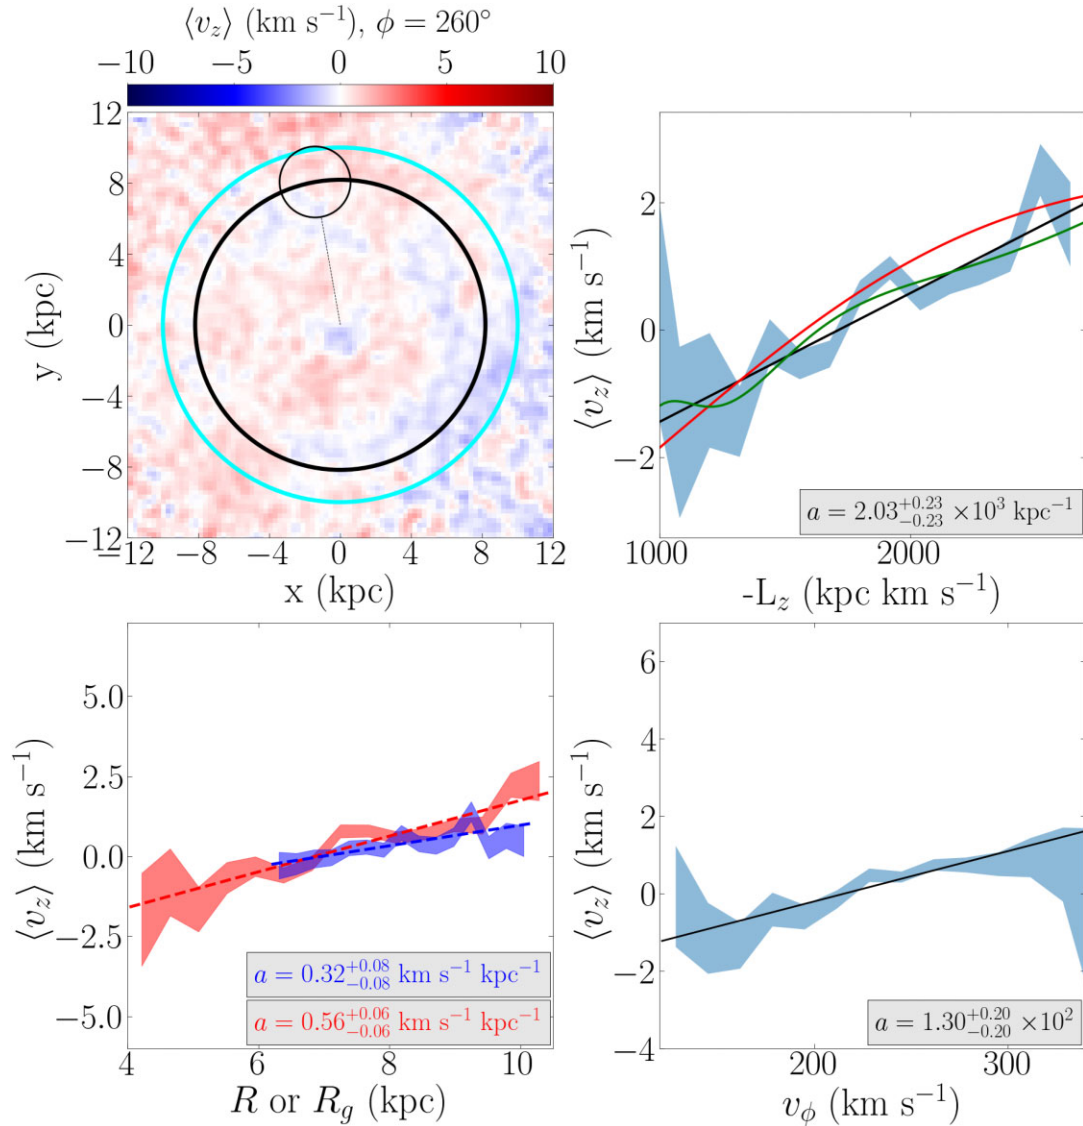 ⟨v_z⟩ (km s⁻¹), ϕ = 260°
−10 −5 0 5 10
12
8
4
0
−4
−8
−12
y (kpc)
−12 −8 −4 0 4 8 12
x (kpc)
2
0
−2
⟨v_z⟩ (km s⁻¹)
a = 2.03^{+0.23}_{−0.23} ×10³ kpc⁻¹
1000 2000
-L_z (kpc km s⁻¹)
5.0
2.5
0.0
−2.5
−5.0
⟨v_z⟩ (km s⁻¹)
a = 0.32^{+0.08}_{−0.08} km s⁻¹ kpc⁻¹
a = 0.56^{+0.06}_{−0.06} km s⁻¹ kpc⁻¹
4 6 8 10
R or R_g (kpc)
6
4
2
0
−2
−4
⟨v_z⟩ (km s⁻¹)
a = 1.30^{+0.20}_{−0.20} ×10²
200 300
v_ϕ (km s⁻¹)